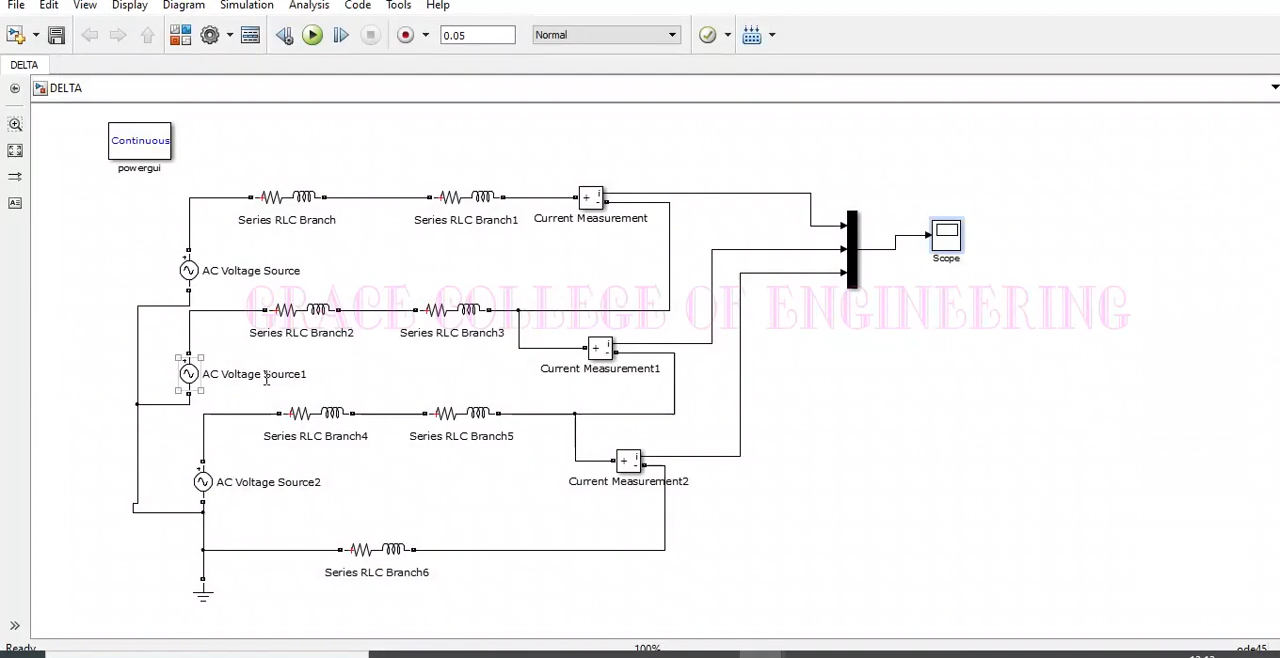 File Edit View Display Diagram Simulation Analysis Code Tools Help
0.05 Normal
DELTA
DELTA
Continuous
powergui
Series RLC Branch Series RLC Branch1 Current Measurement
AC Voltage Source Scope
GRACE COLLEGE OF ENGINEERING
Series RLC Branch2 Series RLC Branch3
AC Voltage Source1 Current Measurement1
Series RLC Branch4 Series RLC Branch5
AC Voltage Source2 Current Measurement2
Series RLC Branch6
Ready 100% ode45